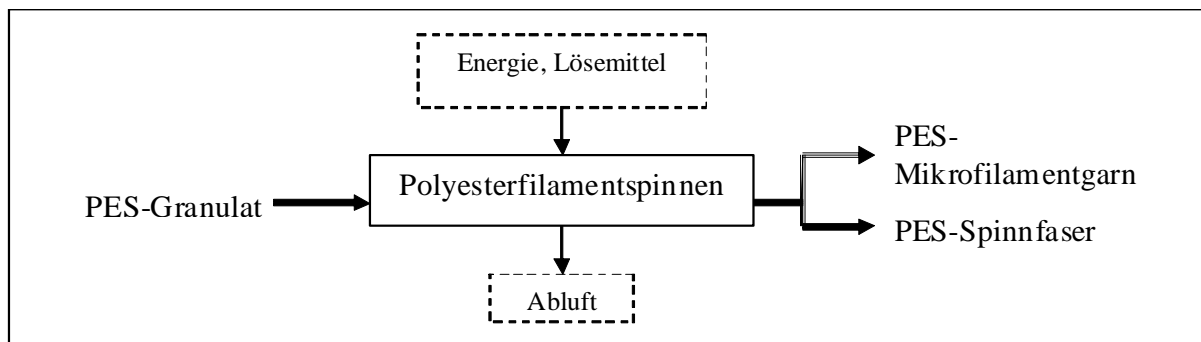 Energie, Lösemittel
PES-Granulat
Polyesterfilamentspinnen
PES-
Mikrofilamentgarn
PES-Spinnfaser
Abluft